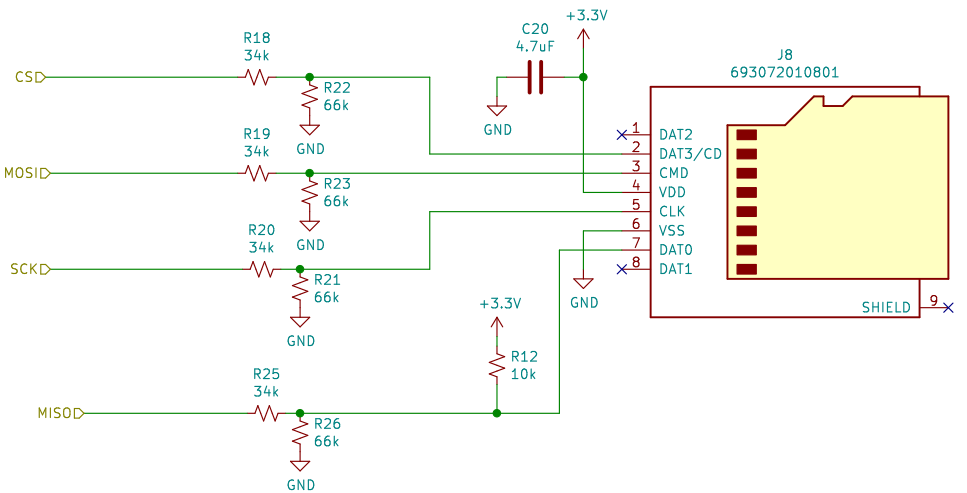 +3.3V
C20
4.7uF
GND
R18
34k
CS
R22
66k
GND
R19
34k
MOSI
R23
66k
GND
R20
34k
SCK
R21
66k
GND
+3.3V
R12
10k
R25
34k
MISO
R26
66k
GND
GND
J8
693072010801
1 DAT2
2 DAT3/CD
3 CMD
4 VDD
5 CLK
6 VSS
7 DAT0
8 DAT1
SHIELD 9